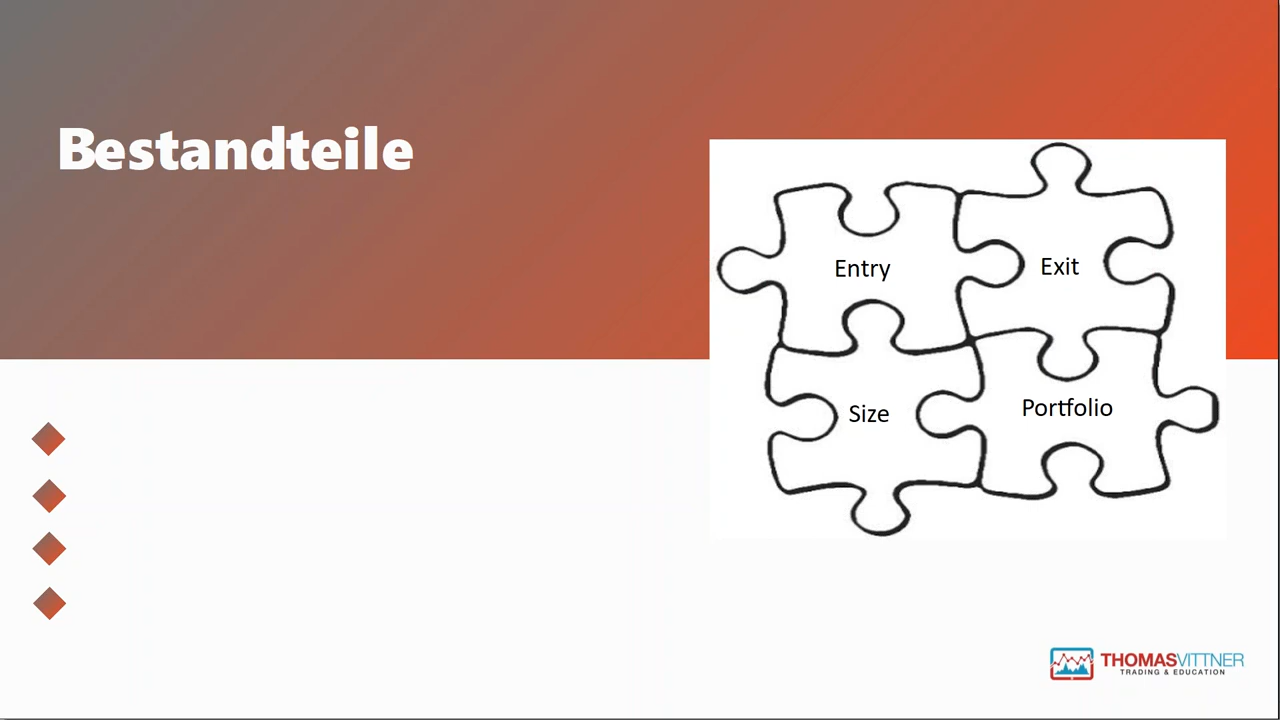 Bestandteile
Entry
Exit
Size
Portfolio
THOMASVITTNER
TRADING & EDUCATION